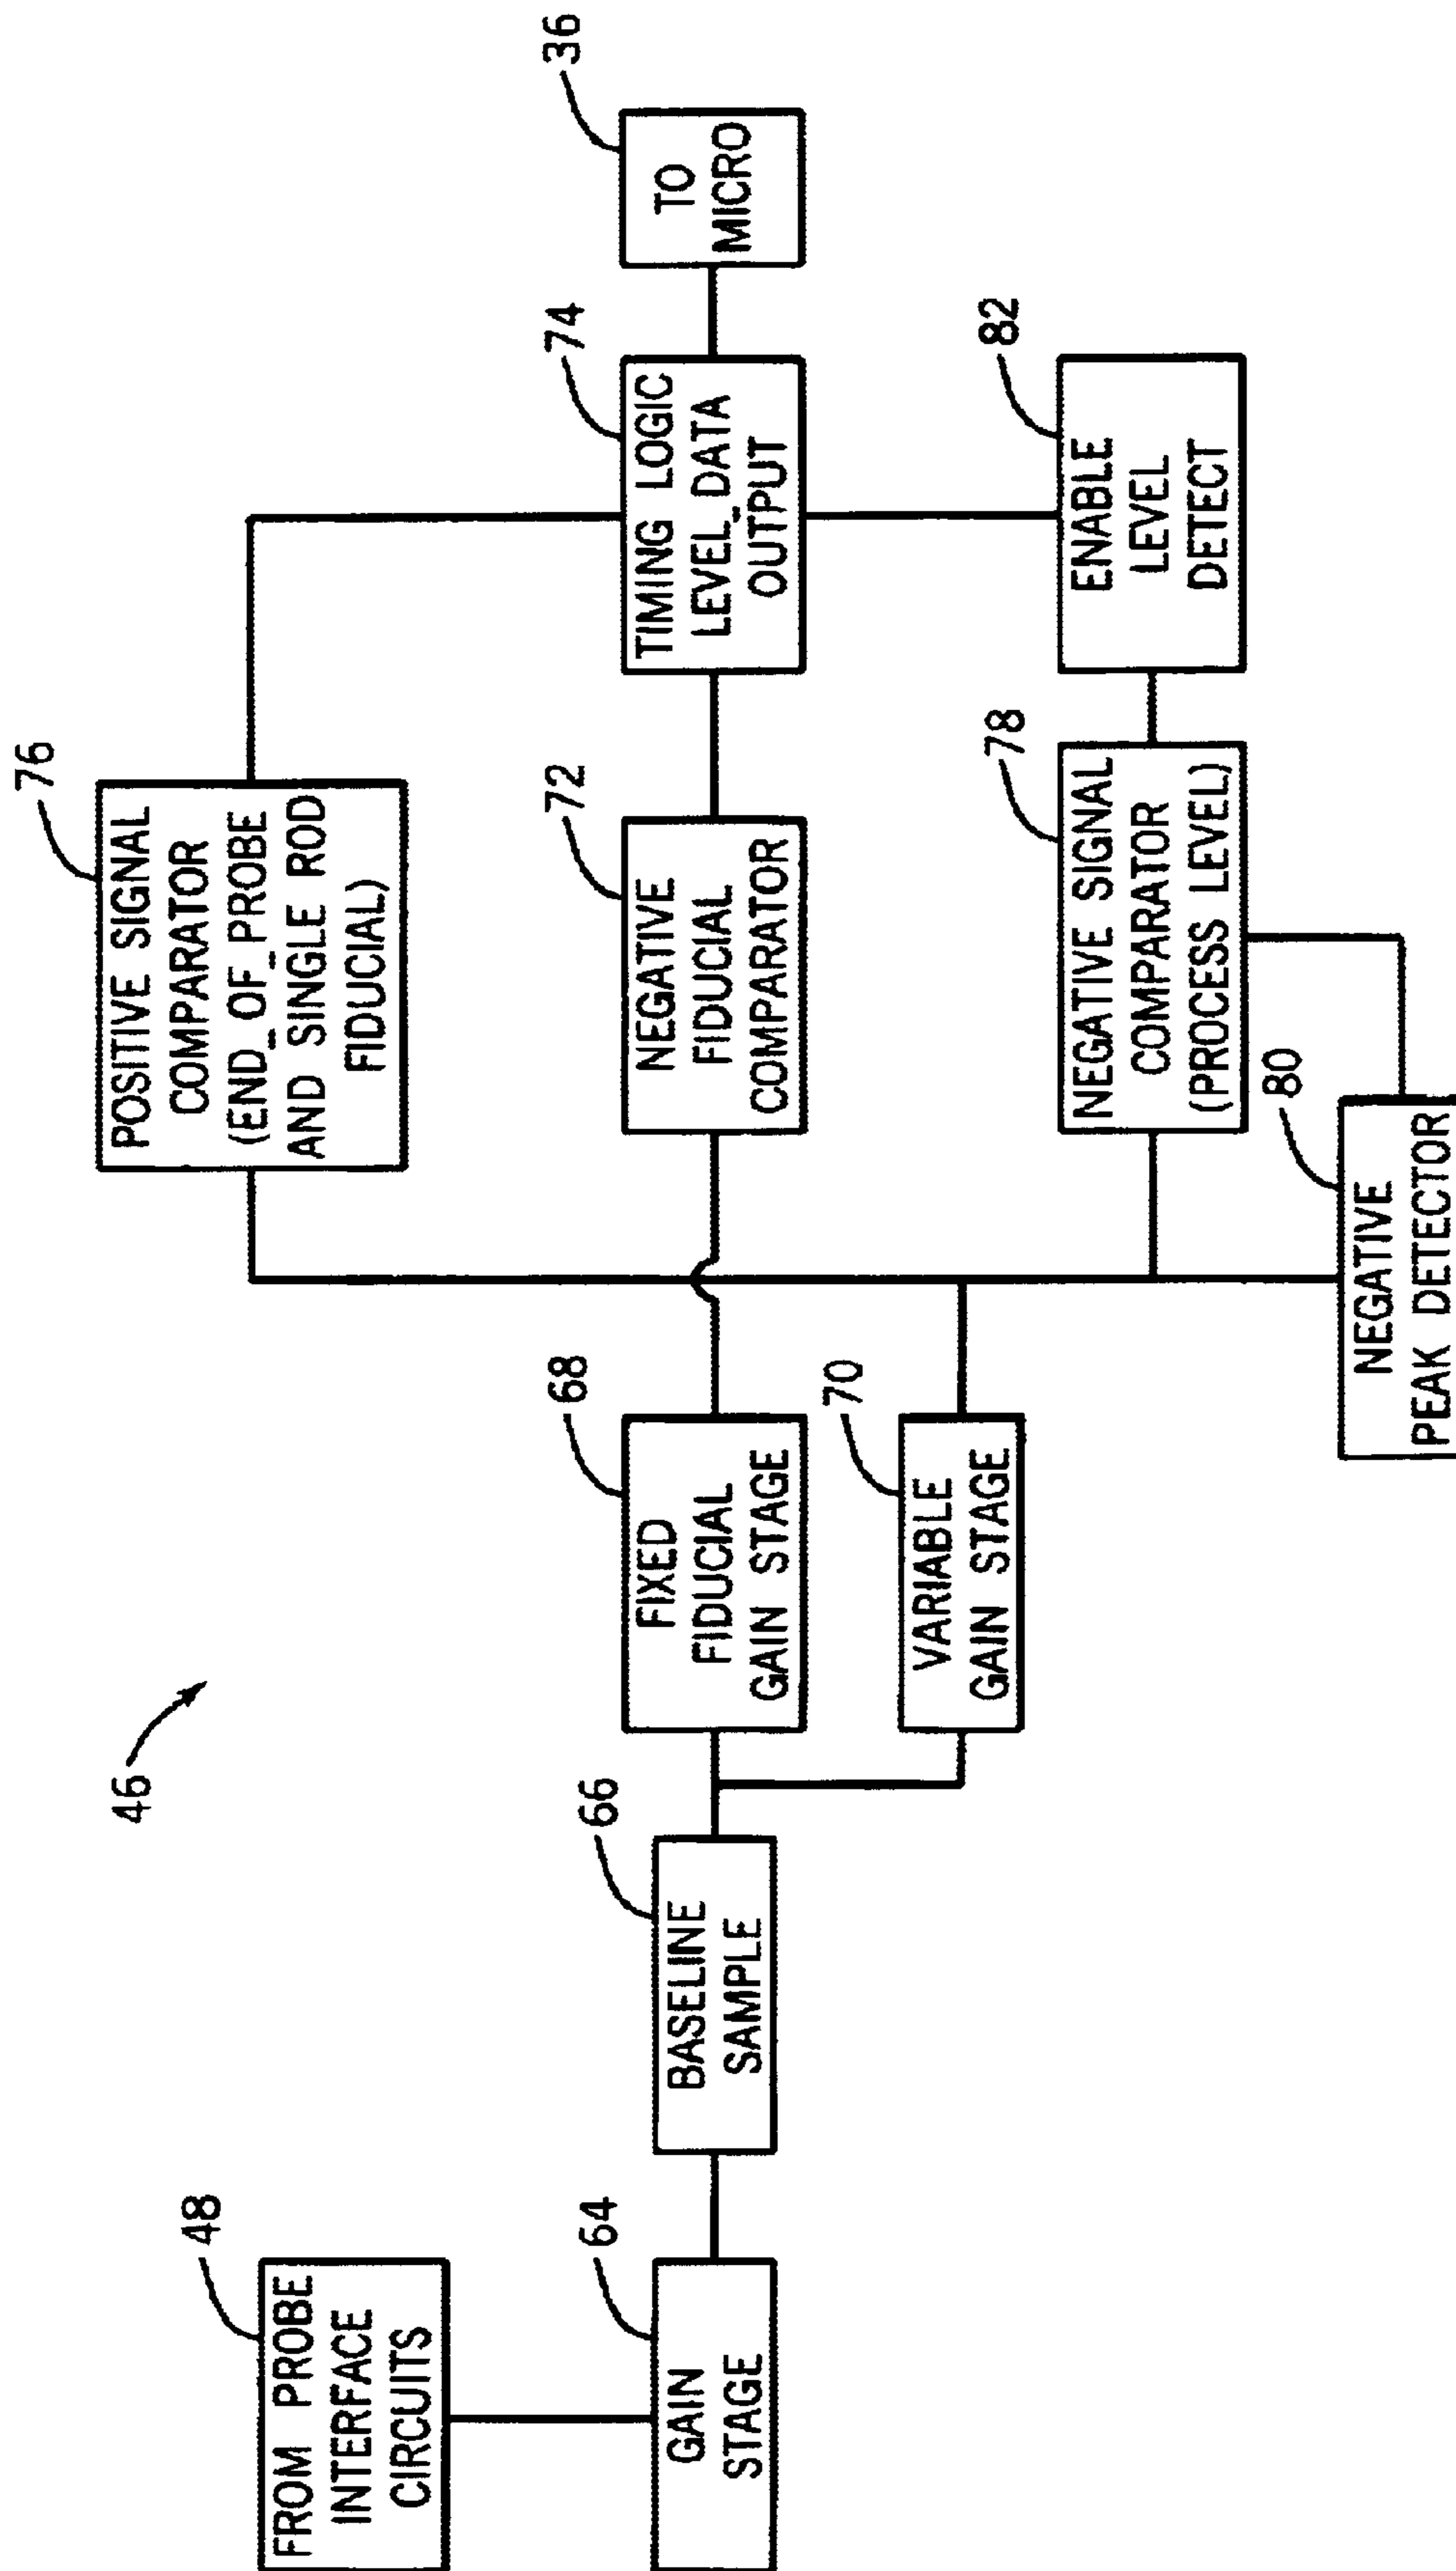 46
48
FROM PROBE
INTERFACE
CIRCUITS
64
GAIN
STAGE
66
BASELINE
SAMPLE
68
FIXED
FIDUCIAL
GAIN STAGE
70
VARIABLE
GAIN STAGE
76
POSITIVE SIGNAL
COMPARATOR
(END_OF_PROBE
AND SINGLE ROD
FIDUCIAL)
72
NEGATIVE
FIDUCIAL
COMPARATOR
78
NEGATIVE SIGNAL
COMPARATOR
(PROCESS LEVEL)
80
NEGATIVE
PEAK DETECTOR
74
TIMING LOGIC
LEVEL_DATA
OUTPUT
82
ENABLE
LEVEL
DETECT
36
TO
MICRO